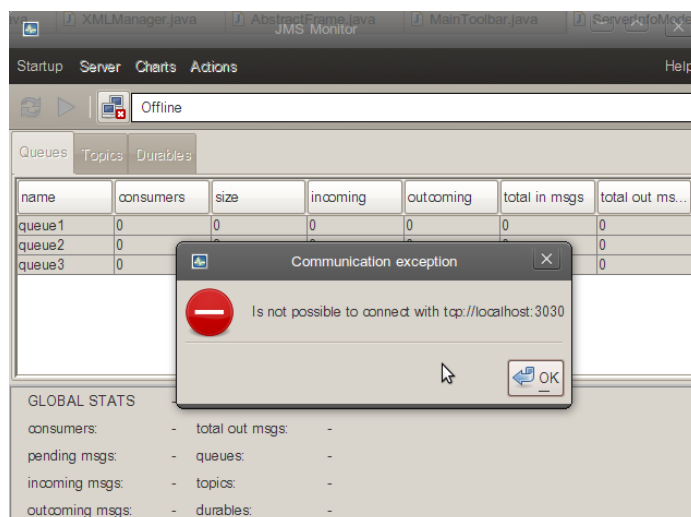 XMLManager.java AbstractFrame.java MainToolbar.java
JMS Monitor
Startup Server Charts Actions Help
Offline
Queues Topics Durables
name consumers size incoming outcoming total in msgs total out ms...
queue1 0 0 0 0 0 0
queue2 0 0
queue3 0 0
Communication exception
Is not possible to connect with tcp://localhost:3030
OK
GLOBAL STATS -
consumers: - total out msgs: -
pending msgs: - queues: -
incoming msgs: - topics: -
outcoming msgs: - durables: -